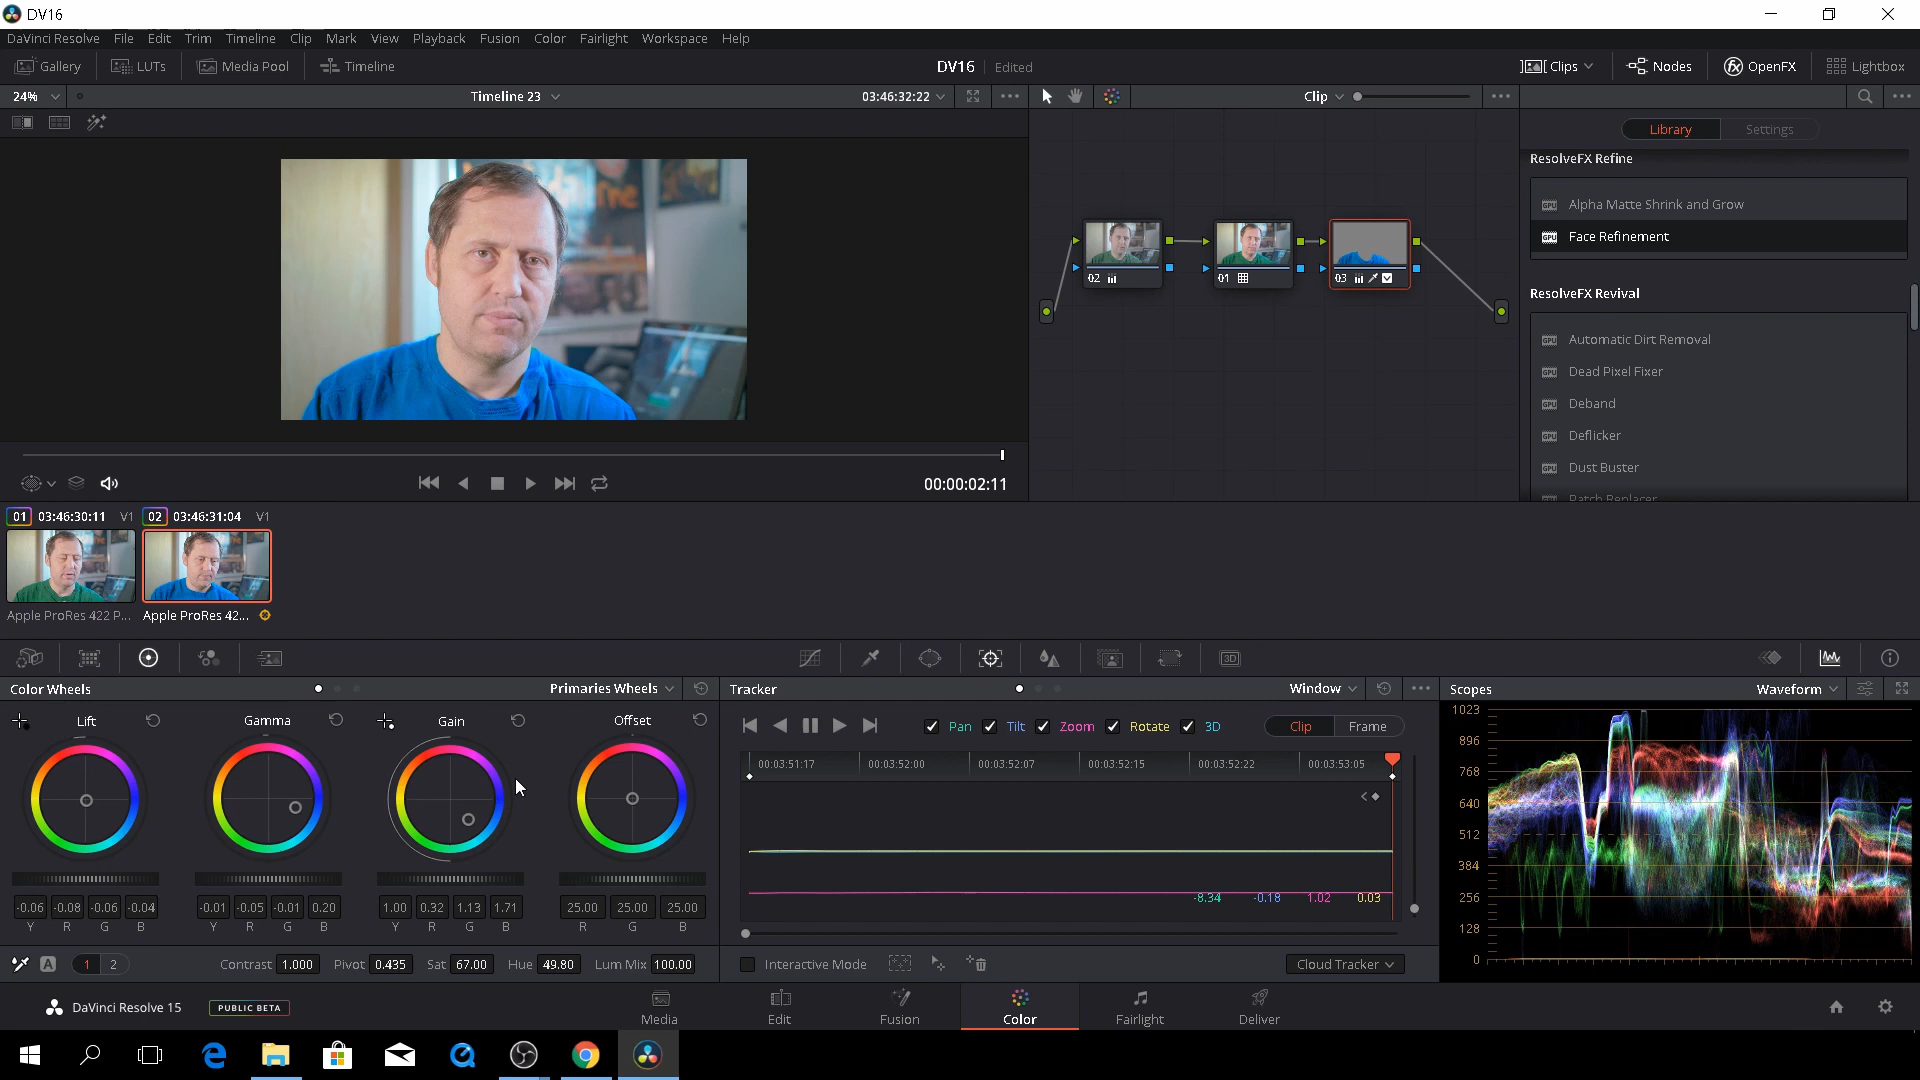 DV16
DaVinci Resolve File Edit Trim Timeline Clip Mark View Playback Fusion Color Fairlight Workspace Help
Gallery LUTs Media Pool Timeline DV16 Edited Clips Nodes OpenFX Lightbox
24% Timeline 23 03:46:32:22 Clip
Library Settings
ResolveFX Refine
Alpha Matte Shrink and Grow
Face Refinement
ResolveFX Revival
Automatic Dirt Removal
Dead Pixel Fixer
Deband
Deflicker
Dust Buster
Patch Replacer
02 01 03
00:00:02:11
01 03:46:30:11 V1 02 03:46:31:04 V1
Apple ProRes 422 P... Apple ProRes 42...
Color Wheels Primaries Wheels Tracker Window Scopes Waveform
Lift Gamma Gain Offset
Pan Tilt Zoom Rotate 3D Clip Frame
00:03:51:17 00:03:52:00 00:03:52:07 00:03:52:15 00:03:52:22 00:03:53:05
-8.34 -0.18 1.02 0.03
-0.06 -0.08 -0.06 -0.04 -0.01 -0.05 -0.01 0.20 1.00 0.32 1.13 1.71 25.00 25.00 25.00
Y R G B Y R G B Y R G B R G B
1023
896
768
640
512
384
256
128
0
A 1 2 Contrast 1.000 Pivot 0.435 Sat 67.00 Hue 49.80 Lum Mix 100.00 Interactive Mode Cloud Tracker
DaVinci Resolve 15 PUBLIC BETA Media Edit Fusion Color Fairlight Deliver